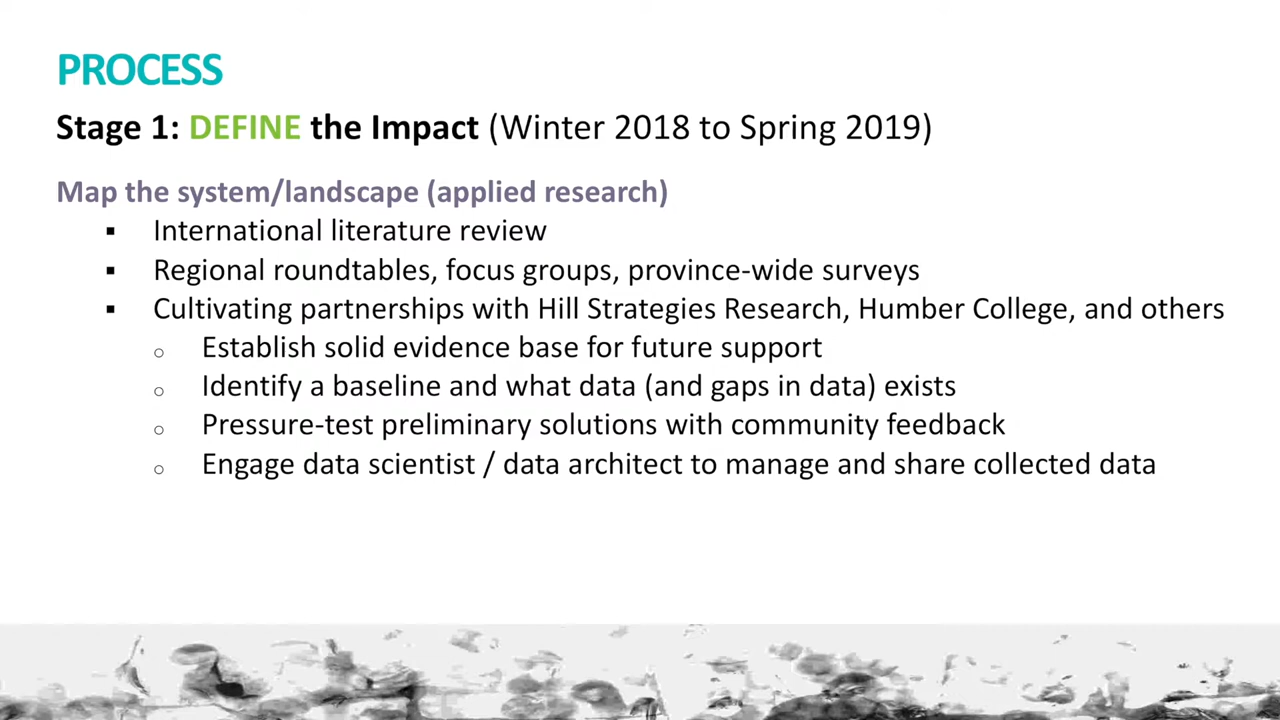 PROCESS
Stage 1: DEFINE the Impact (Winter 2018 to Spring 2019)
Map the system/landscape (applied research)
▪ International literature review
▪ Regional roundtables, focus groups, province-wide surveys
▪ Cultivating partnerships with Hill Strategies Research, Humber College, and others
o Establish solid evidence base for future support
o Identify a baseline and what data (and gaps in data) exists
o Pressure-test preliminary solutions with community feedback
o Engage data scientist / data architect to manage and share collected data